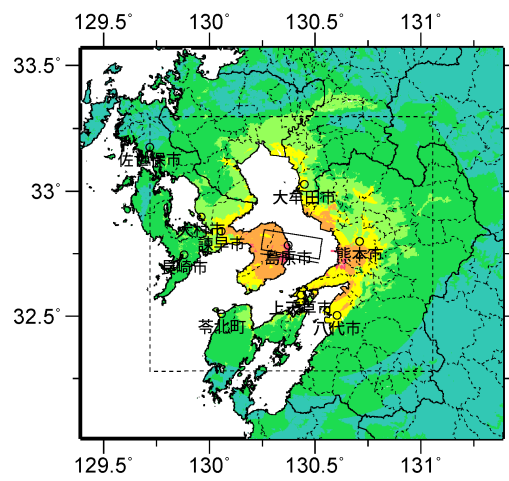 129.5° 130° 130.5° 131°
33.5°
佐世保市
33°
大牟田市
大村市
諫早市
島原市
熊本市
長崎市
32.5°
上天草市
苓北町
八代市
129.5° 130° 130.5° 131°